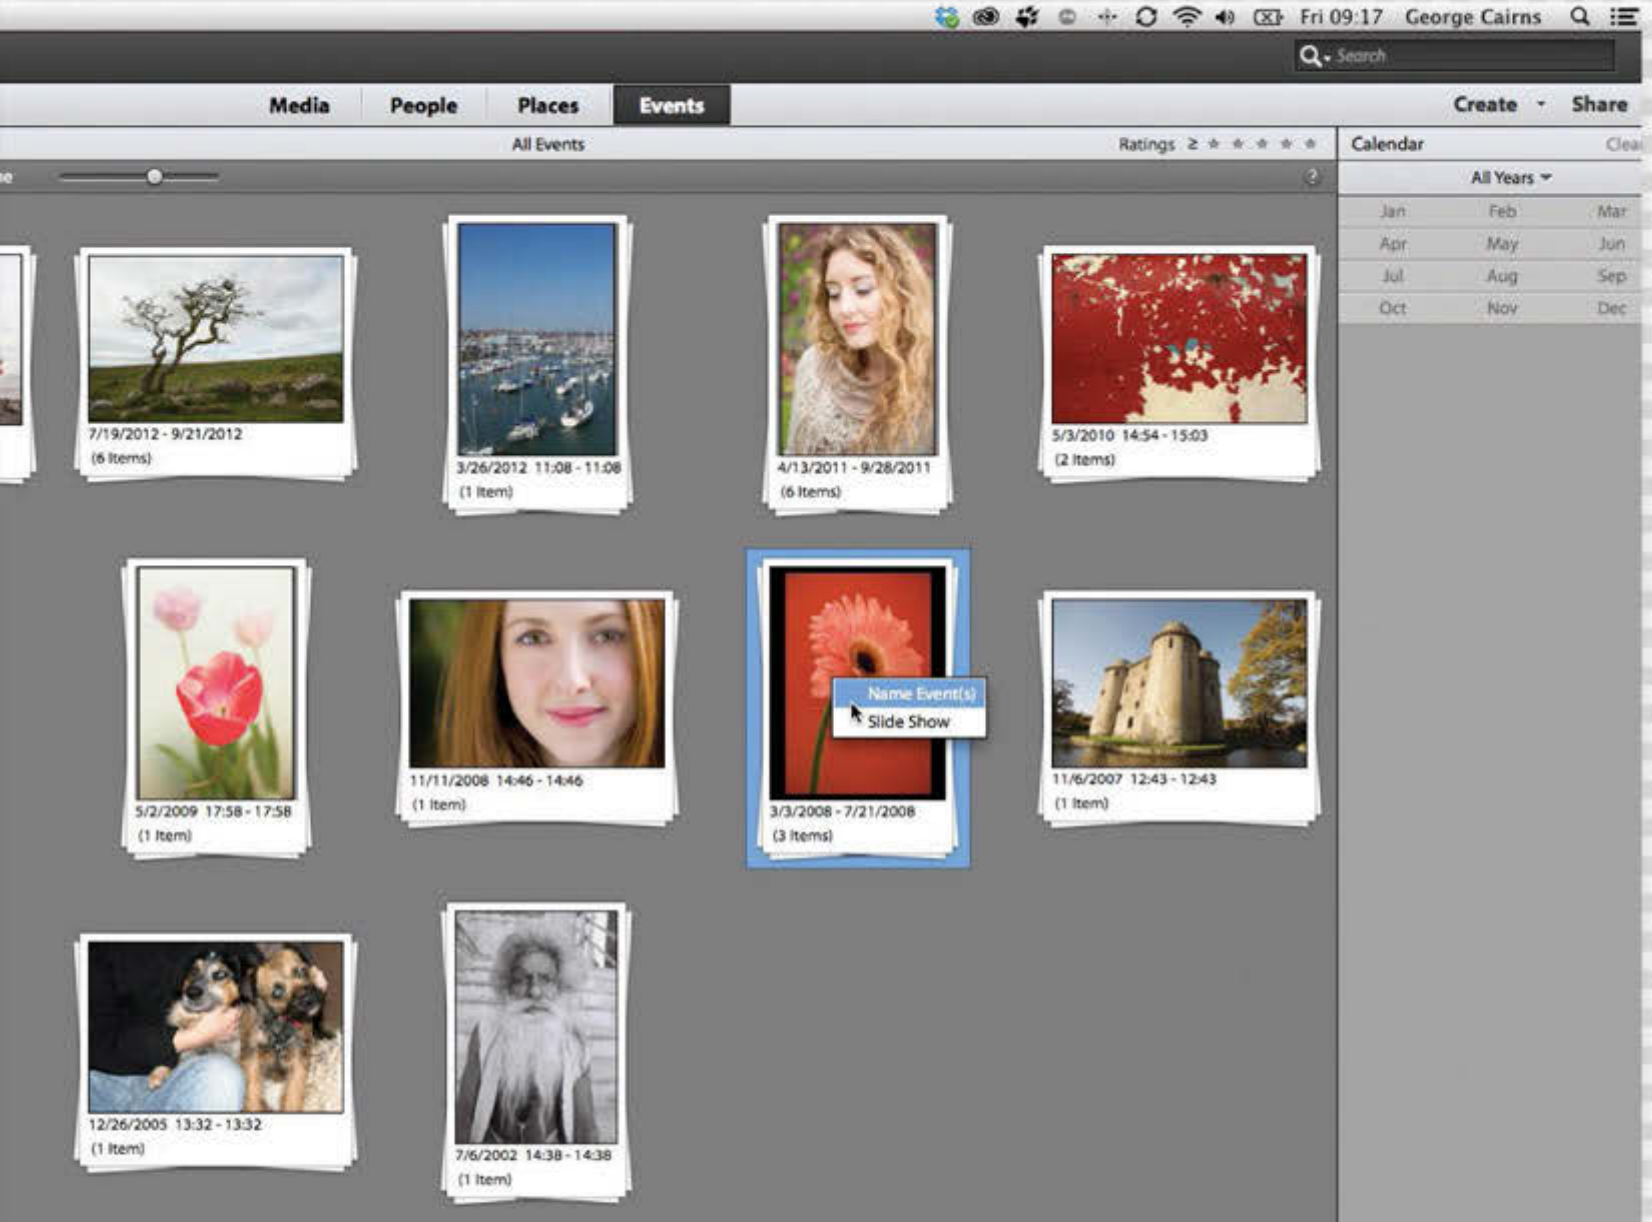 Fri 09:17 George Cairns
Search
Media People Places Events
Create Share
All Events
Ratings ≥
Calendar
All Years
Jan Feb Mar
Apr May Jun
Jul Aug Sep
Oct Nov Dec
7/19/2012 - 9/21/2012
(6 Items)
3/26/2012 11:08 - 11:08
(1 Item)
4/13/2011 - 9/28/2011
(6 Items)
5/3/2010 14:54 - 15:03
(2 Items)
5/2/2009 17:58 - 17:58
(1 Item)
11/11/2008 14:46 - 14:46
(1 Item)
Name Event(s)
Slide Show
3/3/2008 - 7/21/2008
(3 Items)
11/6/2007 12:43 - 12:43
(1 Item)
12/26/2005 13:32 - 13:32
(1 Item)
7/6/2002 14:38 - 14:38
(1 Item)